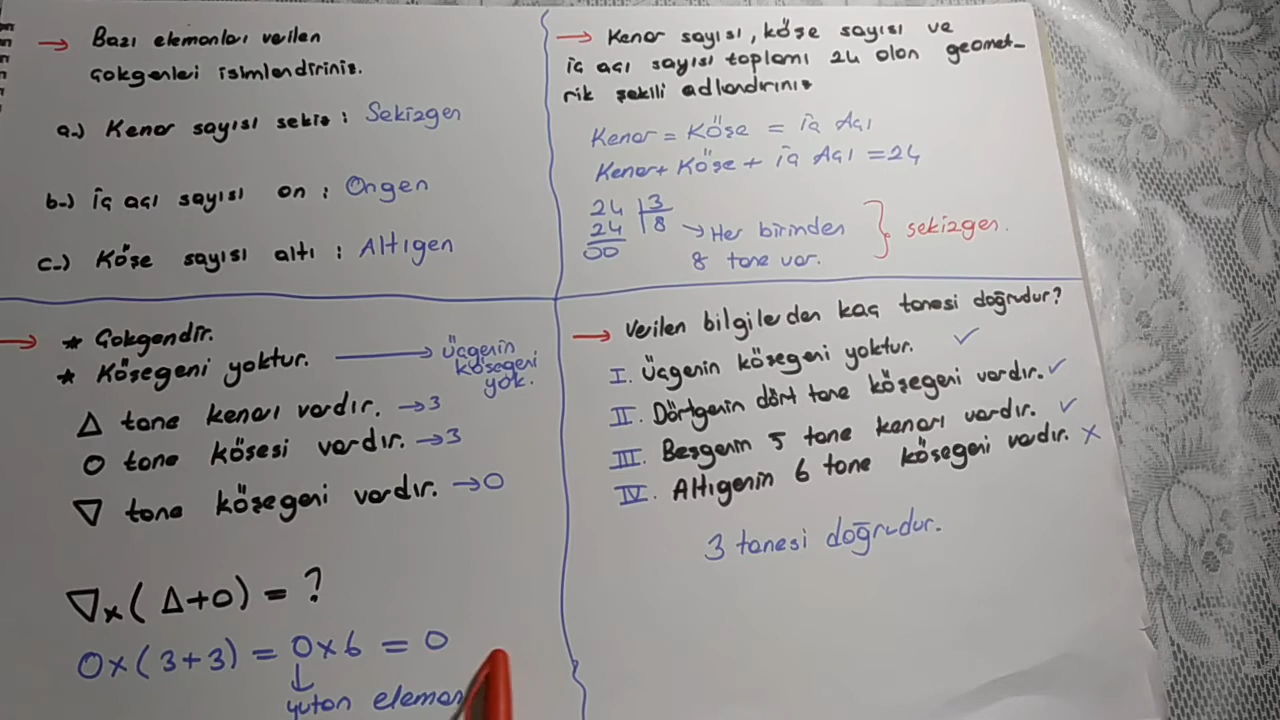 → Bazı elemanları verilen
çokgenleri isimlendiriniz.
a-) Kenar sayısı sekiz : Sekizgen
b-) İç açı sayısı on : Ongen
c-) Köşe sayısı altı : Altıgen
→ Kenar sayısı, köşe sayısı ve
iç açı sayısı toplamı 24 olan geomet-
rik şekili adlandırınız
Kenar = Köşe = iç Açı
Kenar + Köşe + iç Açı = 24
24 | 3
24 | 8 → Her birinden } sekizgen.
00 8 tane var.
→ * Çokgendir.
* Köşegeni yoktur. → Üçgenin
köşegeni
yok.
△ tane kenarı vardır. → 3
○ tane köşesi vardır. → 3
▽ tane köşegeni vardır. → 0
▽ x ( △ + ○ ) = ?
0 x ( 3 + 3 ) = 0 x 6 = 0
↓
yutan eleman
→ Verilen bilgilerden kaç tanesi doğrudur?
I. Üçgenin köşegeni yoktur. ✓
II. Dörtgenin dört tane köşegeni vardır. ✓
III. Beşgenin 5 tane kenarı vardır. ✓
IV. Altıgenin 6 tane köşegeni vardır. ×
3 tanesi doğrudur.